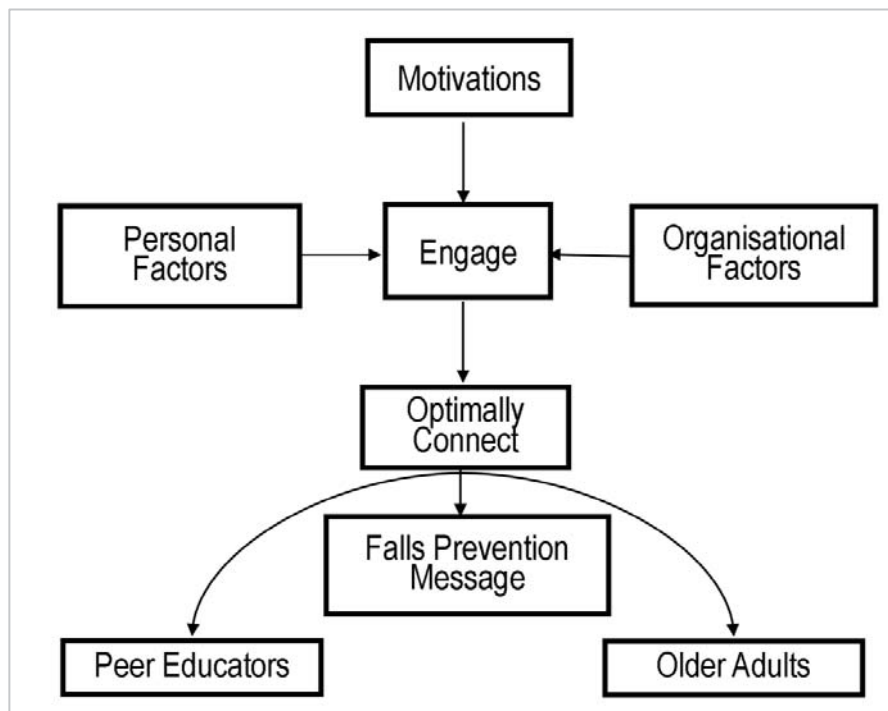 Motivations
Personal
Factors
Engage
Organisational
Factors
Optimally
Connect
Falls Prevention
Message
Peer Educators
Older Adults